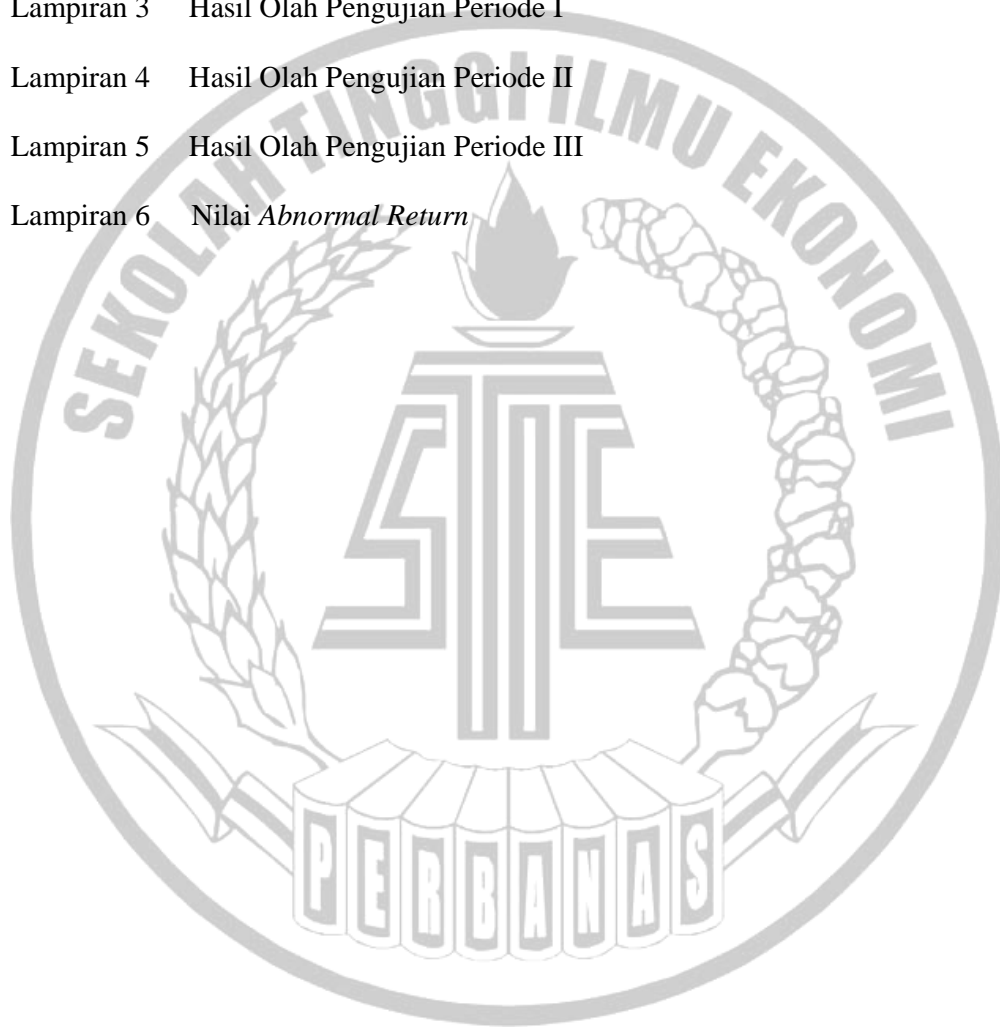 Lampiran 3 Hasil Olah Pengujian Periode I
Lampiran 4 Hasil Olah Pengujian Periode II
Lampiran 5 Hasil Olah Pengujian Periode III
Lampiran 6 Nilai Abnormal Return
SEKOLAH TINGGI ILMU EKONOMI
STIE
PERBANAS